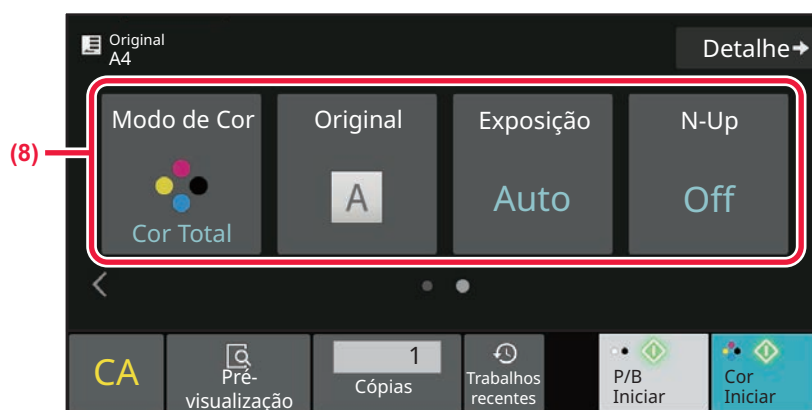 Original
A4
Detalhe
(8)
Modo de Cor
Original
Exposição
N-Up
A
Auto
Off
Cor Total
CA
Pré-
visualização
1
Cópias
Trabalhos
recentes
P/B
Iniciar
Cor
Iniciar